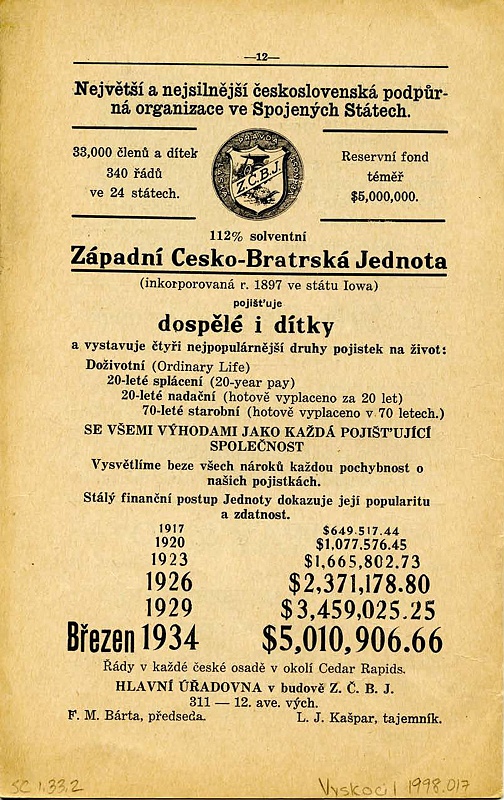 —12—
Největší a nejsilnější československá podpůr-
ná organizace ve Spojených Státech.
33,000 členů a dítek
340 řádů
ve 24 státech.
PRAVDA
Z.Č.B.J.
Reservní fond
téměř
$5,000,000.
112% solventní
Západní Cesko-Bratrská Jednota
(inkorporovaná r. 1897 ve státu Iowa)
pojišt'uje
dospělé i dítky
a vystavuje čtyři nejpopulárnější druhy pojistek na život:
Doživotní (Ordinary Life)
20-leté splácení (20-year pay)
20-leté nadační (hotově vyplaceno za 20 let)
70-leté starobní (hotově vyplaceno v 70 letech.)
SE VŠEMI VÝHODAMI JAKO KAŽDÁ POJIŠT'UJÍCÍ
SPOLEČNOST
Vysvětlíme beze všech nároků každou pochybnost o
našich pojistkách.
Stálý finanční postup Jednoty dokazuje její popularitu
a zdatnost.
1917 $649.517.44
1920 $1,077.576.45
1923 $1,665,802.73
1926 $2,371,178.80
1929 $3,459,025.25
Březen 1934 $5,010,906.66
Řády v každé české osadě v okolí Cedar Rapids.
HLAVNÍ ÚŘADOVNA v budově Z. Č. B. J.
311 — 12. ave. vých.
F. M. Bárta, předseda. L. J. Kašpar, tajemník.
SC 1.33.2 Vyskocil 1998.017